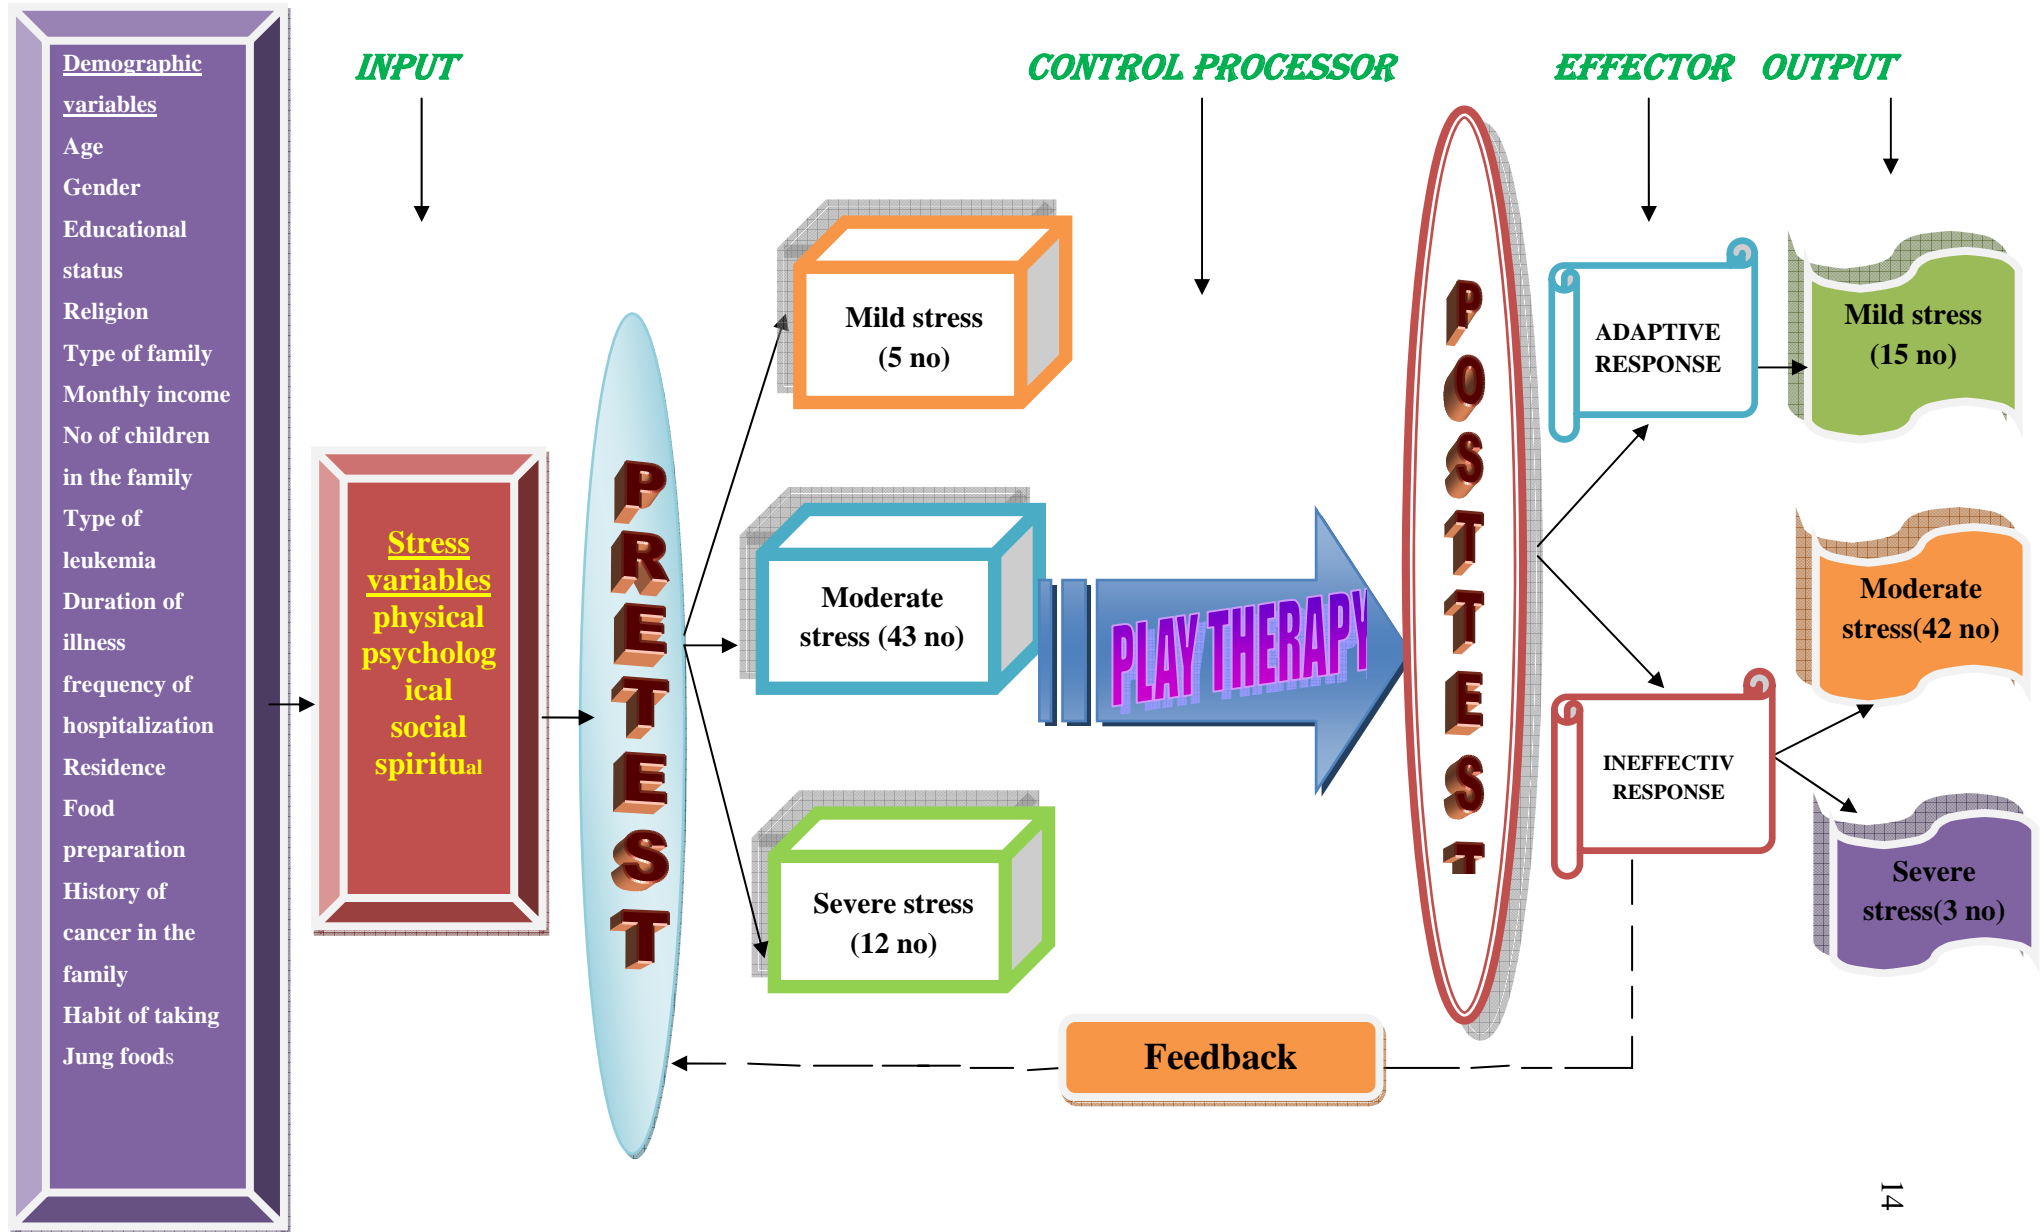 Demographic
variables
Age
Gender
Educational
status
Religion
Type of family
Monthly income
No of children
in the family
Type of
leukemia
Duration of
illness
frequency of
hospitalization
Residence
Food
preparation
History of
cancer in the
family
Habit of taking
Jung foods
INPUT
Stress
variables
physical
psycholog
ical
social
spiritual
PRETEST
Mild stress
(5 no)
Moderate
stress (43 no)
Severe stress
(12 no)
CONTROL PROCESSOR
PLAY THERAPY
POSTTEST
EFFECTOR
ADAPTIVE
RESPONSE
INEFFECTIV
RESPONSE
OUTPUT
Mild stress
(15 no)
Moderate
stress(42 no)
Severe
stress(3 no)
Feedback
14